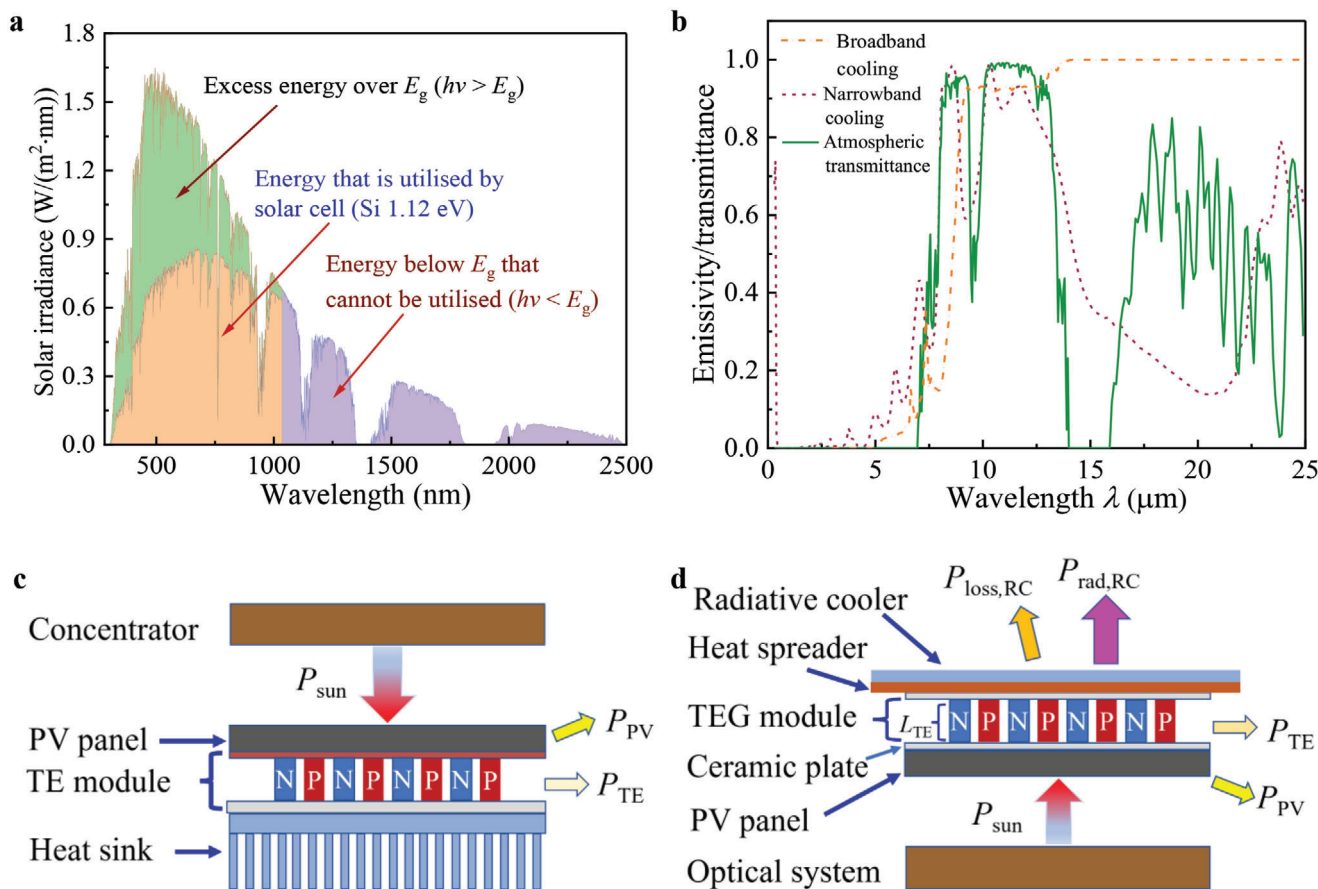 a
1.8
1.5
1.2
0.9
0.6
0.3
0.0
Solar irradiance (W/(m²·nm))
Excess energy over Eg (hν > Eg)
Energy that is utilised by
solar cell (Si 1.12 eV)
Energy below Eg that
cannot be utilised (hν < Eg)
500 1000 1500 2000 2500
Wavelength (nm)
b
1.0
0.8
0.6
0.4
0.2
0.0
Emissivity/transmittance
Broadband
cooling
Narrowband
cooling
Atmospheric
transmittance
0 5 10 15 20 25
Wavelength λ (μm)
c
Concentrator
Psun
PV panel
PPV
TE module
N P N P N P N P
PTE
Heat sink
d
Ploss,RC
Prad,RC
Radiative cooler
Heat spreader
TEG module
LTE
N P N P N P N P
PTE
Ceramic plate
PV panel
PPV
Psun
Optical system